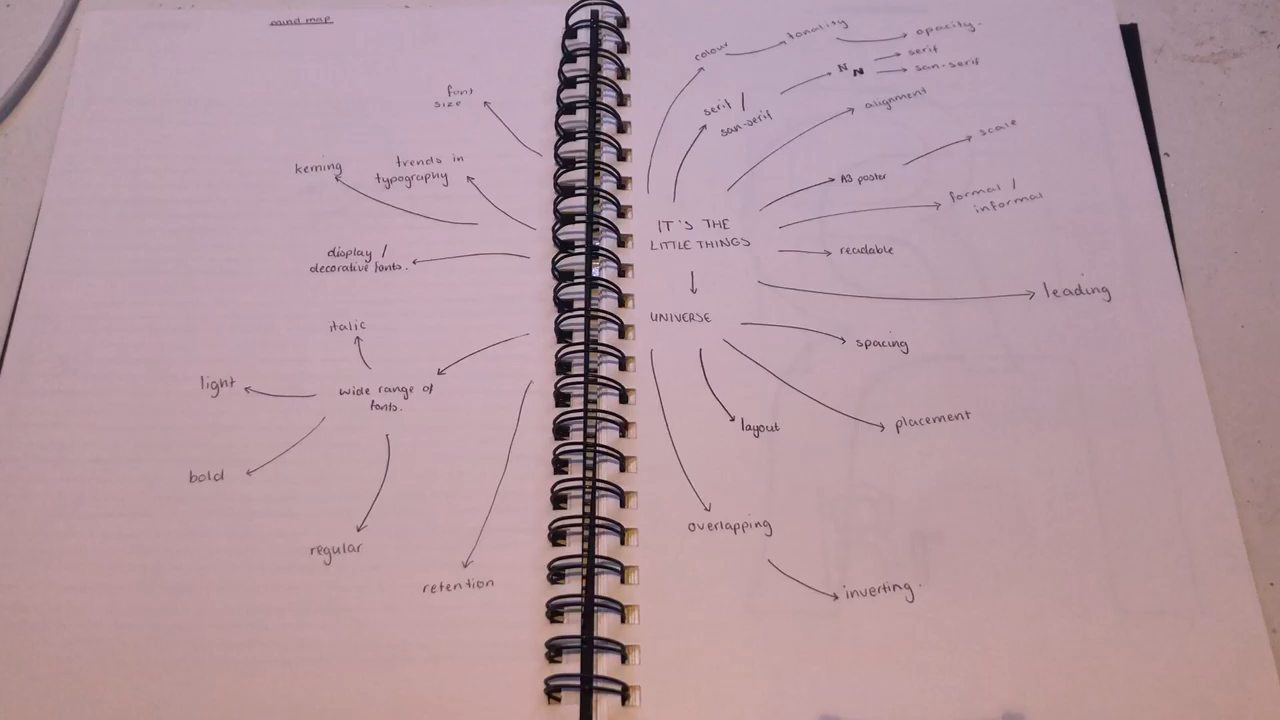 mind map
font
size
kerning
trends in
typography
display /
decorative fonts.
italic
light
wide range of
fonts.
bold
regular
retention
colour
tonality
opacity.
serif /
san-serif
N N
serif
san-serif
alignment
A3 poster
scale
formal /
informal
IT'S THE
LITTLE THINGS
readable
leading
UNIVERSE
spacing
layout
placement
overlapping
inverting.